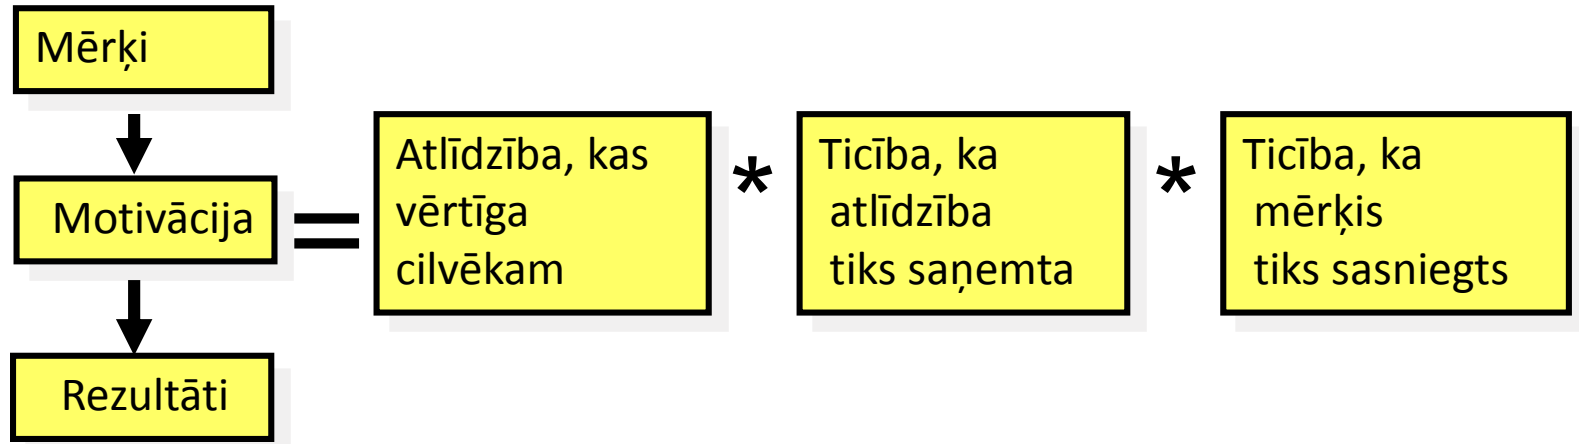 Mērķi
Motivācija
Rezultāti
=
Atlīdzība, kas
vērtīga
cilvēkam
*
Ticība, ka
atlīdzība
tiks saņemta
*
Ticība, ka
mērķis
tiks sasniegts